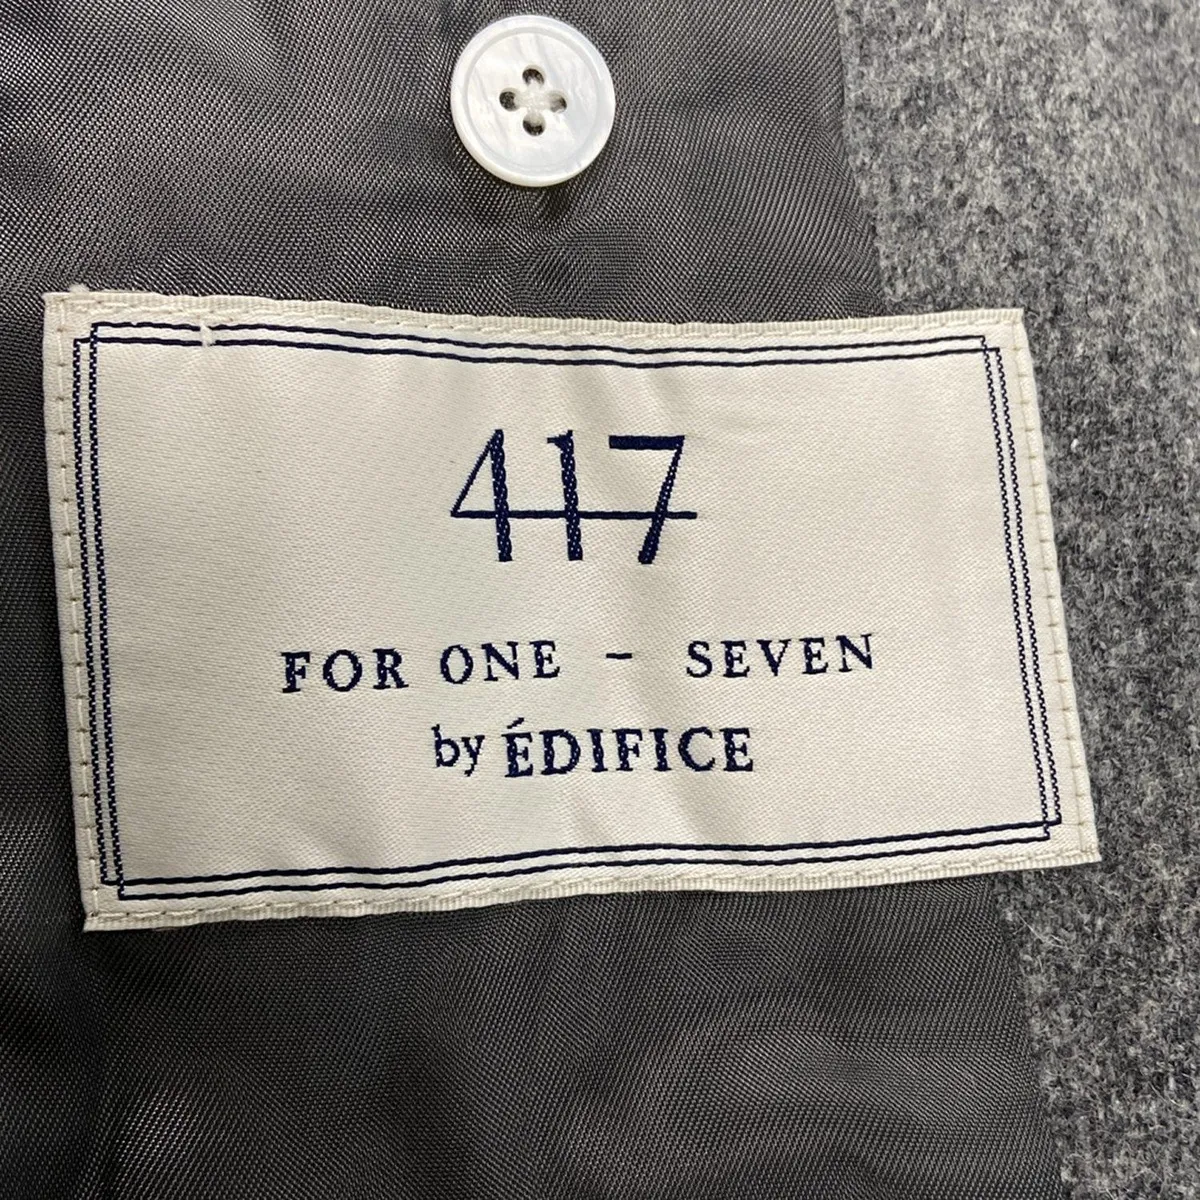 417
FOR ONE - SEVEN
by ÉDIFICE